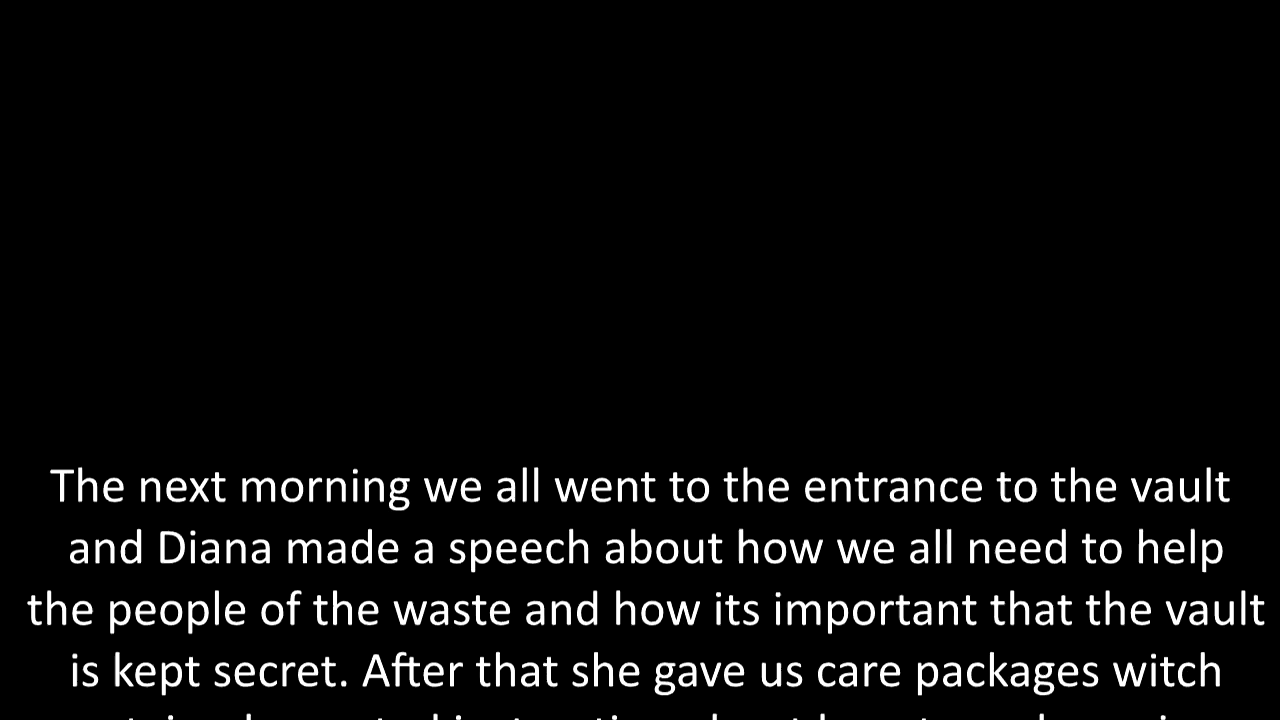 The next morning we all went to the entrance to the vault
and Diana made a speech about how we all need to help
the people of the waste and how its important that the vault
is kept secret. After that she gave us care packages witch